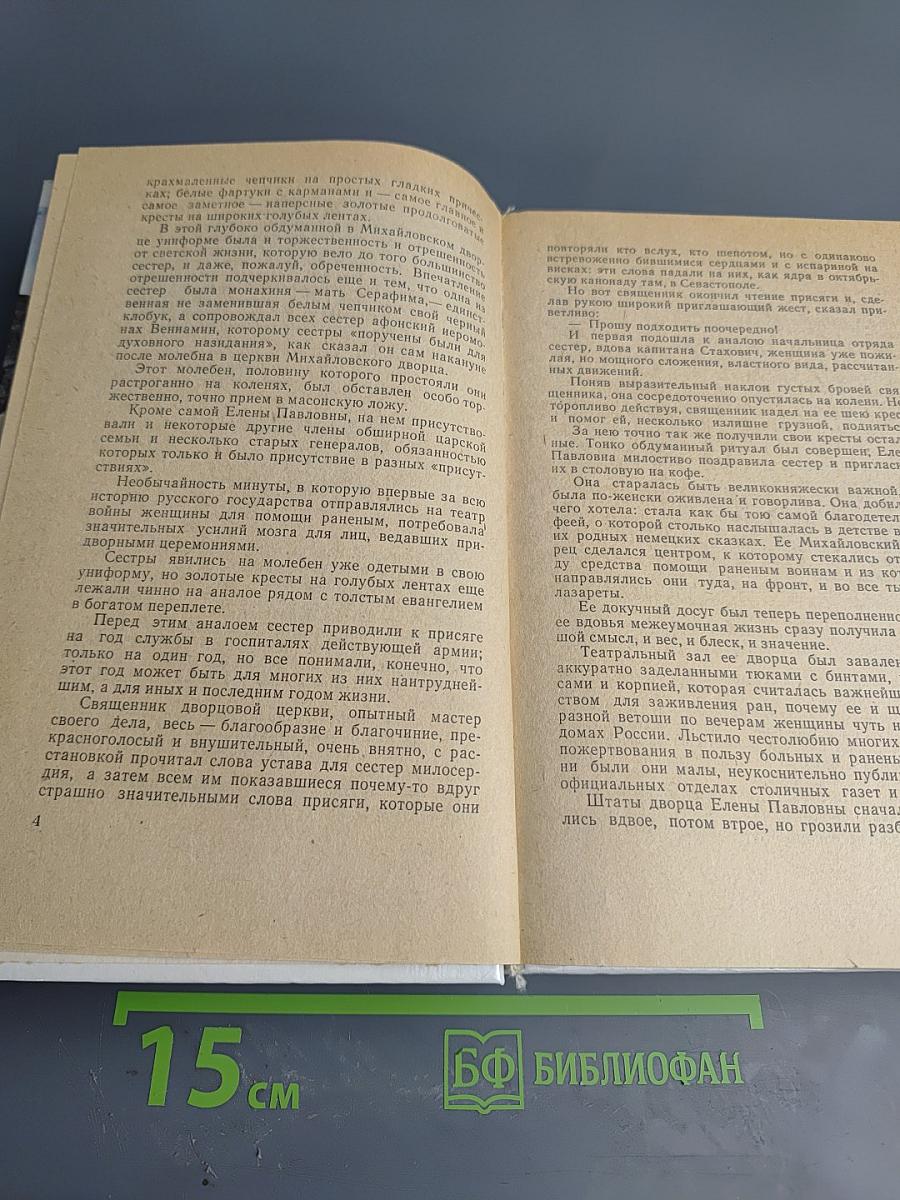 крахмаленные чепчики на простых гладких причес-
ках; белые фартуки с карманами и — самое главное и
самое заметное — наперсные золотые продолговатые
кресты на широких голубых лентах.
В этой глубоко обдуманной в Михайловском двор-
це униформе была и торжественность и отрешенность
от светской жизни, которую вело до того большинство
сестер, и даже, пожалуй, обреченность. Впечатление
отрешенности подчеркивалось еще и тем, что одна из
сестер была монахиня — мать Серафима, — единст-
венная не заменившая белым чепчиком свой черный
клобук, а сопровождал всех сестер афонский иеромо-
нах Вениамин, которому сестры «поручены были для
духовного назидания», как сказал он сам накануне
после молебна в церкви Михайловского дворца.
Этот молебен, половину которого простояли они
растроганно на коленях, был обставлен особо тор-
жественно, точно прием в масонскую ложу.
Кроме самой Елены Павловны, на нем присутство-
вали и некоторые другие члены обширной царской
семьи и несколько старых генералов, обязанностью
которых только и было присутствие в разных «присут-
ствиях».
Необычайность минуты, в которую впервые за всю
историю русского государства отправлялись на театр
войны женщины для помощи раненым, потребовала
значительных усилий мозга для лиц, ведавших при-
дворными церемониями.
Сестры явились на молебен уже одетыми в свою
униформу, но золотые кресты на голубых лентах еще
лежали чинно на аналое рядом с толстым евангелием
в богатом переплете.
Перед этим аналоем сестер приводили к присяге
на год службы в госпиталях действующей армии;
только на один год, но все понимали, конечно, что
этот год может быть для многих из них наитрудней-
шим, а для иных и последним годом жизни.
Священник дворцовой церкви, опытный мастер
своего дела, весь — благообразие и благочиние, пре-
красноголосый и внушительный, очень внятно, с рас-
становкой прочитал слова устава для сестер милосер-
дия, а затем всем им показавшиеся почему-то вдруг
страшно значительными слова присяги, которые они
4
повторяли кто вслух, кто шепотом, но с одинаково
встревоженно бившимися сердцами и с испариной на
висках: эти слова падали на них, как ядра в октябрь-
скую канонаду там, в Севастополе.
Но вот священник окончил чтение присяги и, сде-
лав рукою широкий приглашающий жест, сказал при-
ветливо:
— Прошу подходить поочередно!
И первая подошла к аналою начальница отряда
сестер, вдова капитана Стахович, женщина уже пожи-
лая, но мощного сложения, властного вида, рассчитан-
ных движений.
Поняв выразительный наклон густых бровей свя
щенника, она сосредоточенно опустилась на колени. Не
торопливо действуя, священник надел на ее шею крес
и помог ей, несколько излишне грузной, поднятьс
За нею точно так же получили свои кресты остал
ные. Тонко обдуманный ритуал был совершен; Еле
Павловна милостиво поздравила сестер и приглас
их в столовую на кофе.
Она старалась быть великокняжески важной,
была по-женски оживлена и говорлива. Она добил
чего хотела: стала как бы тою самой благодетел
феей, о которой столько наслышалась в детстве в
их родных немецких сказках. Ее Михайловский
рец сделался центром, к которому стекались от
ду средства помощи раненым воинам и из кот
направлялись они туда, на фронт, и во все ты
лазареты.
Ее докучный досуг был теперь переполненно
ее вдовья межеумочная жизнь сразу получила
шой смысл, и вес, и блеск, и значение.
Театральный зал ее дворца был завален
аккуратно заделанными тюками с бинтами,
сами и корпией, которая считалась важнейш
ством для заживления ран, почему ее и щ
разной ветоши по вечерам женщины чуть н
домах России. Льстило честолюбию многих
пожертвования в пользу больных и ранены
ни были они малы, неукоснительно публи
официальных отделах столичных газет и
Штаты дворца Елены Павловны сначал
лись вдвое, потом втрое, но грозили разб
15 см
БФ БИБЛИОФАН